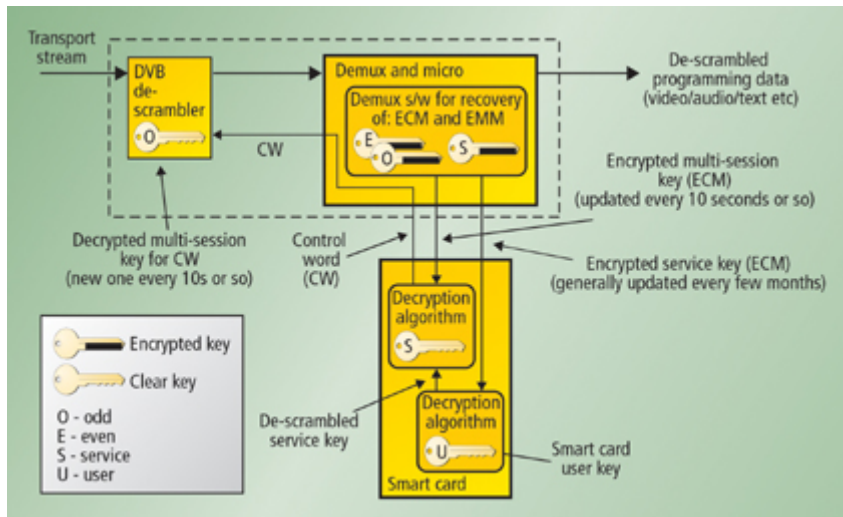 Transport
stream
DVB
de-
scrambler
O
Demux and micro
Demux s/w for recovery
of: ECM and EMM
E
O
S
De-scrambled
programming data
(video/audio/text etc)
CW
Encrypted multi-session
key (ECM)
(updated every 10 seconds or so)
Decrypted multi-session
key for CW
(new one every 10s or so)
Control
word
(CW)
Encrypted service key (ECM)
(generally updated every few months)
Decryption
algorithm
S
Encrypted key
Clear key
O - odd
E - even
S - service
U - user
De-scrambled
service key
Decryption
algorithm
U
Smart card
user key
Smart card